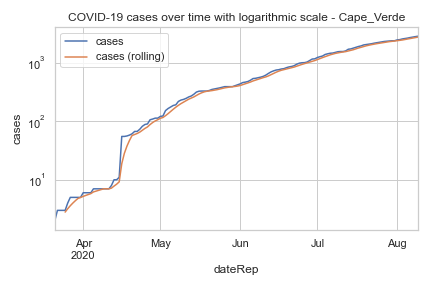 COVID-19 cases over time with logarithmic scale - Cape_Verde
cases
cases (rolling)
10³
10²
10¹
cases
Apr May Jun Jul Aug
2020
dateRep